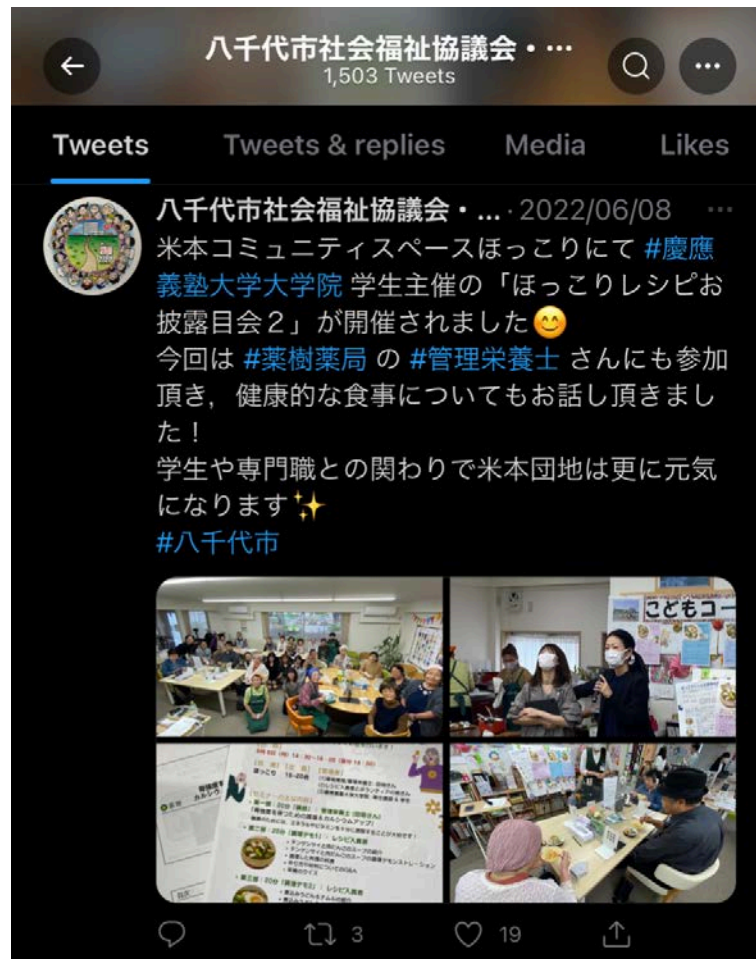 八千代市社会福祉協議会・…
1,503 Tweets
Tweets
Tweets & replies
Media
Likes
八千代市社会福祉協議会・... · 2022/06/08
米本コミュニティスペースほっこりにて #慶應
義塾大学大学院 学生主催の「ほっこりレシピお
披露目会２」が開催されました😊
今回は #薬樹薬局 の #管理栄養士 さんにも参加
頂き，健康的な食事についてもお話し頂きまし
た！
学生や専門職との関わりで米本団地は更に元気
になります✨
#八千代市
こどもコー
ほっこり
3
19